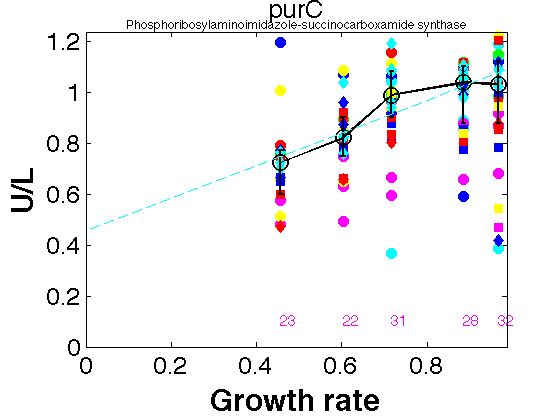 purC
Phosphoribosylaminoimidazole-succinocarboxamide synthase
1.2
1
0.8
0.6
0.4
0.2
0
U/L
23 22 31 28 32
0 0.2 0.4 0.6 0.8
Growth rate